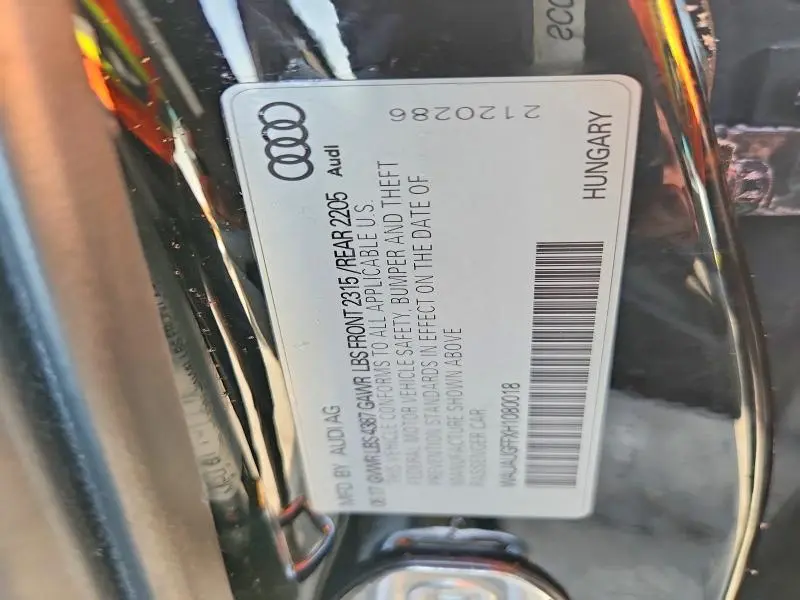 MFD BY AUDI AG
06 17 GVWR LBS 4387 GAWR LBS FRONT 2315/REAR 2205
Audi
THIS VEHICLE CONFORMS TO ALL APPLICABLE U.S.
FEDERAL MOTOR VEHICLE SAFETY, BUMPER AND THEFT
PREVENTION STANDARDS IN EFFECT ON THE DATE OF
MANUFACTURE SHOWN ABOVE
PASSENGER CAR
WAUAUGFFXH1080018
2120286
HUNGARY